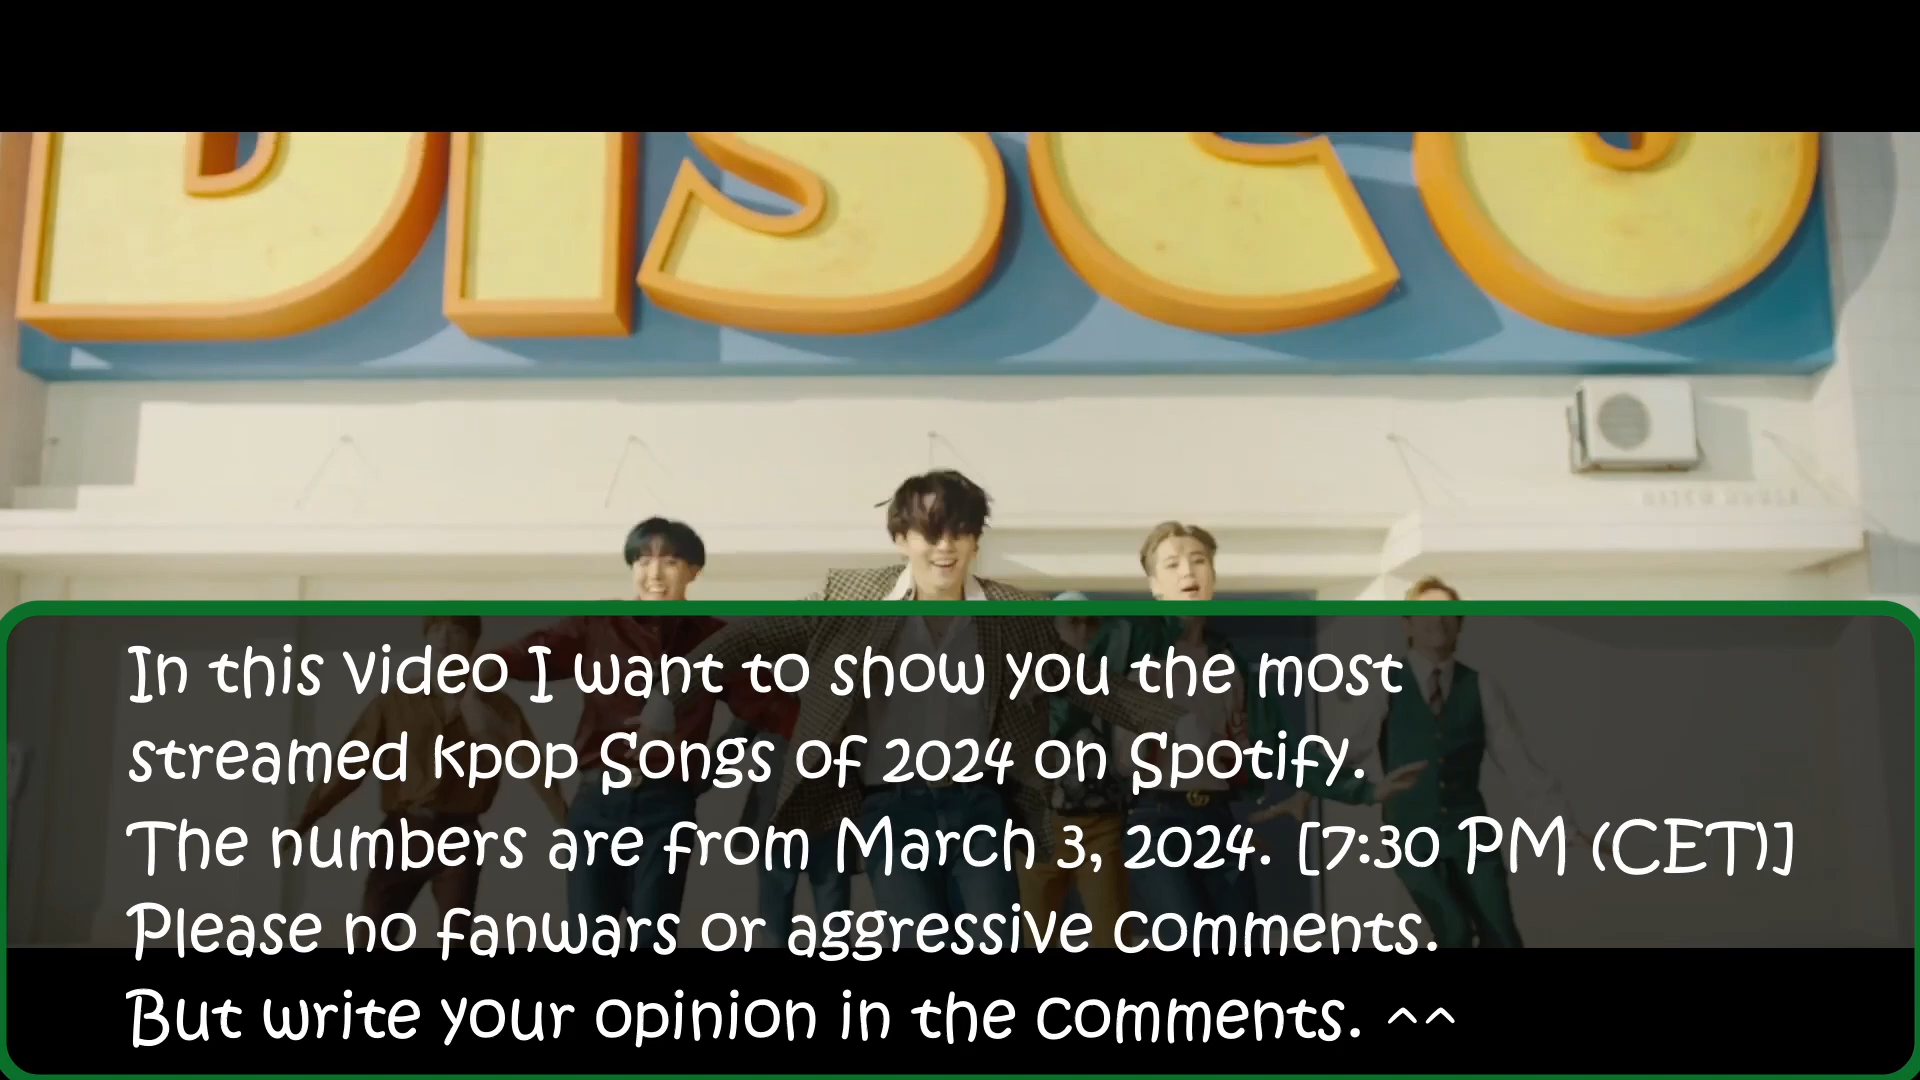 DISCO
In this video I want to show you the most
streamed kpop Songs of 2024 on Spotify.
The numbers are from March 3, 2024. [7:30 PM (CET)]
Please no fanwars or aggressive comments.
But write your opinion in the comments. ^^